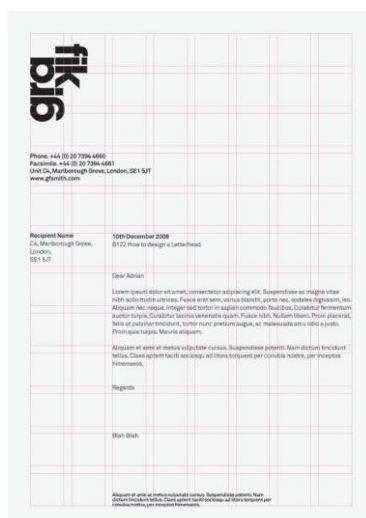 Phone. +44 (0) 20 7394 4660
Facsimile. +44 (0) 20 7394 4661
Unit C4, Marlborough Grove, London, SE1 5JT
www.gfsmith.com
Recipient Name
C4, Marlborough Grove,
London,
SE1 5JT
10th December 2008
B122 How to design a Letterhead
Dear Adrian
Lorem ipsum dolor sit amet, consectetur adipiscing elit. Suspendisse ac magna vitae
nibh sollicitudin ultrices. Fusce erat sem, varius blandit, porta nec, sodales dignissim, leo.
Aliquam nec neque. Integer sed tortor in sapien commodo faucibus. Curabitur fermentum
auctor turpis. Curabitur lacinia venenatis quam. Fusce nibh. Nullam libero. Proin placerat,
felis ut pulvinar tincidunt, tortor nunc pretium augue, ac malesuada arcu odio a justo.
Proin quis turpis. Mauris aliquam.
Aliquam et ante at metus vulputate cursus. Suspendisse potenti. Nam dictum tincidunt
tellus. Class aptent taciti sociosqu ad litora torquent per conubia nostra, per inceptos
himenaeos.
Regards
Blah Blah
Aliquam et ante at metus vulputate cursus. Suspendisse potenti. Nam
dictum tincidunt tellus. Class aptent taciti sociosqu ad litora torquent per
conubia nostra, per inceptos himenaeos.